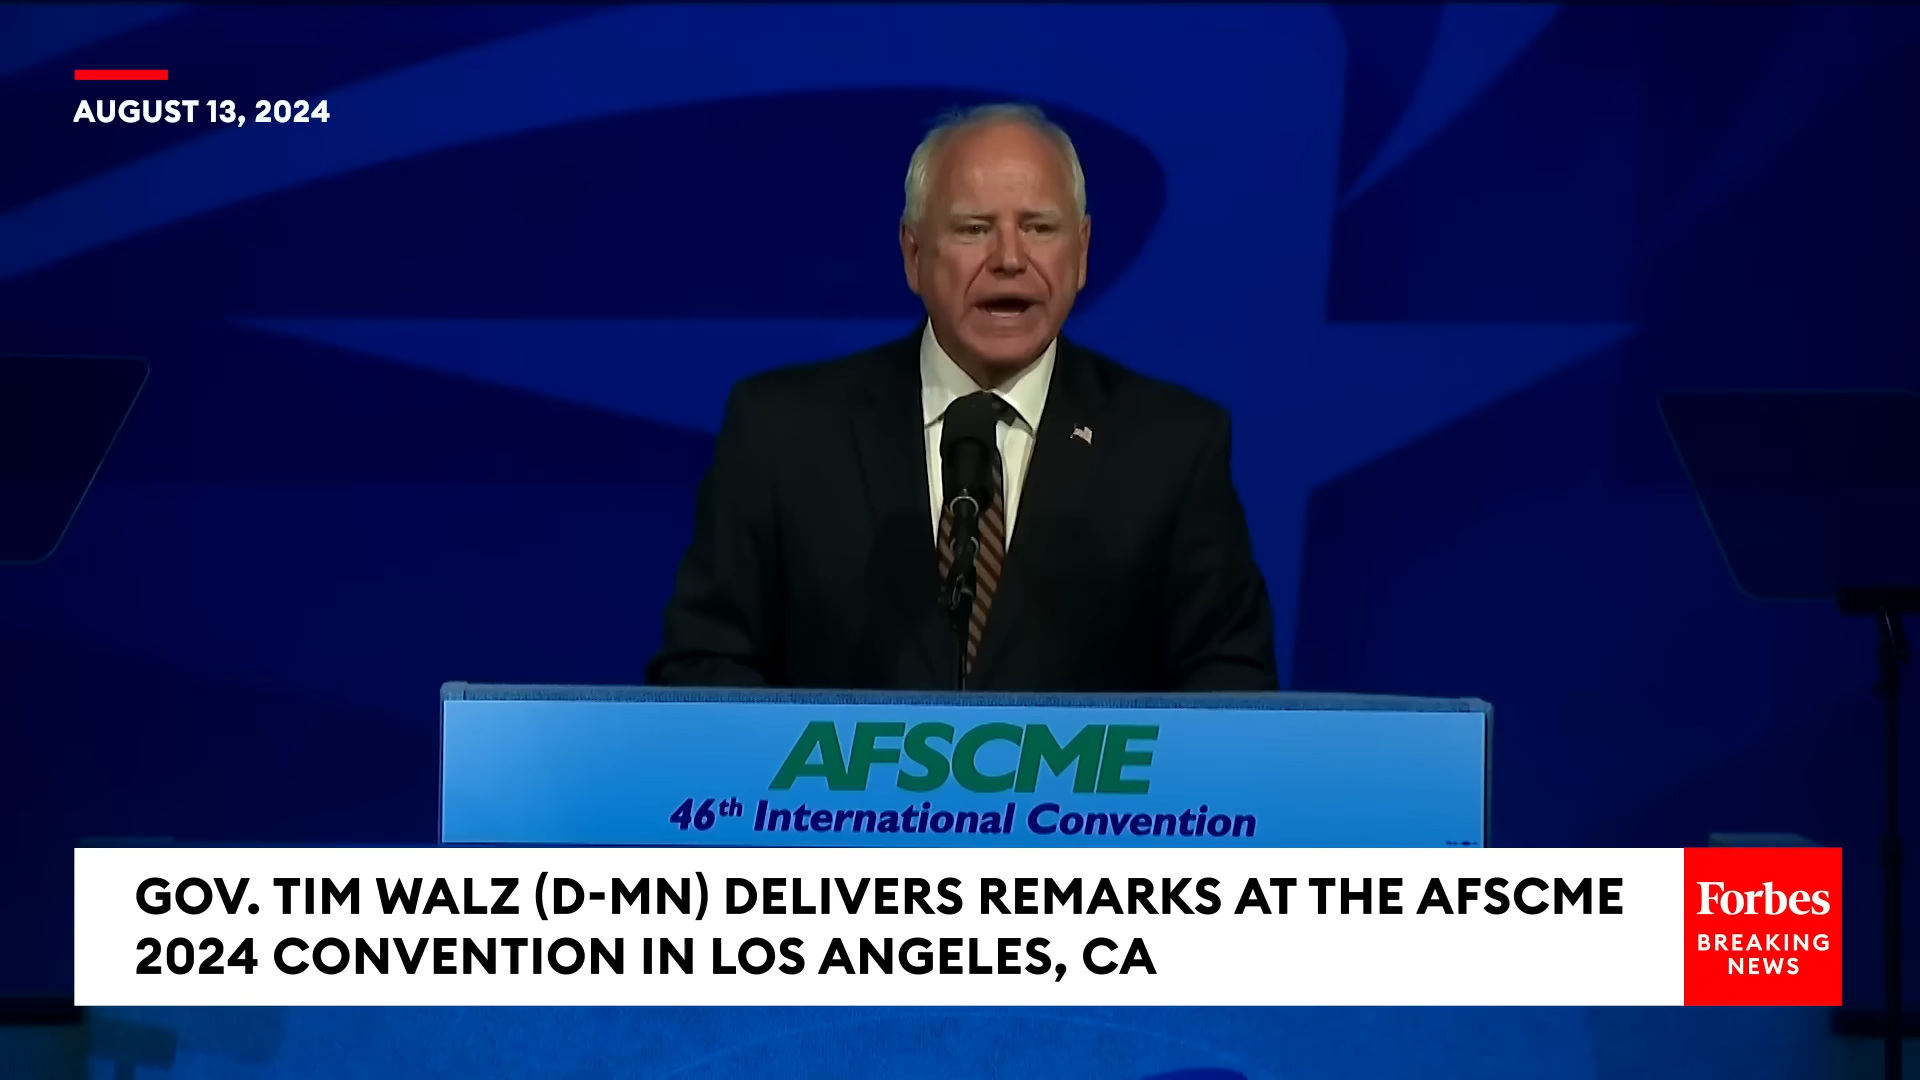 AUGUST 13, 2024
AFSCME
46th International Convention
GOV. TIM WALZ (D-MN) DELIVERS REMARKS AT THE AFSCME
2024 CONVENTION IN LOS ANGELES, CA
Forbes
BREAKING
NEWS